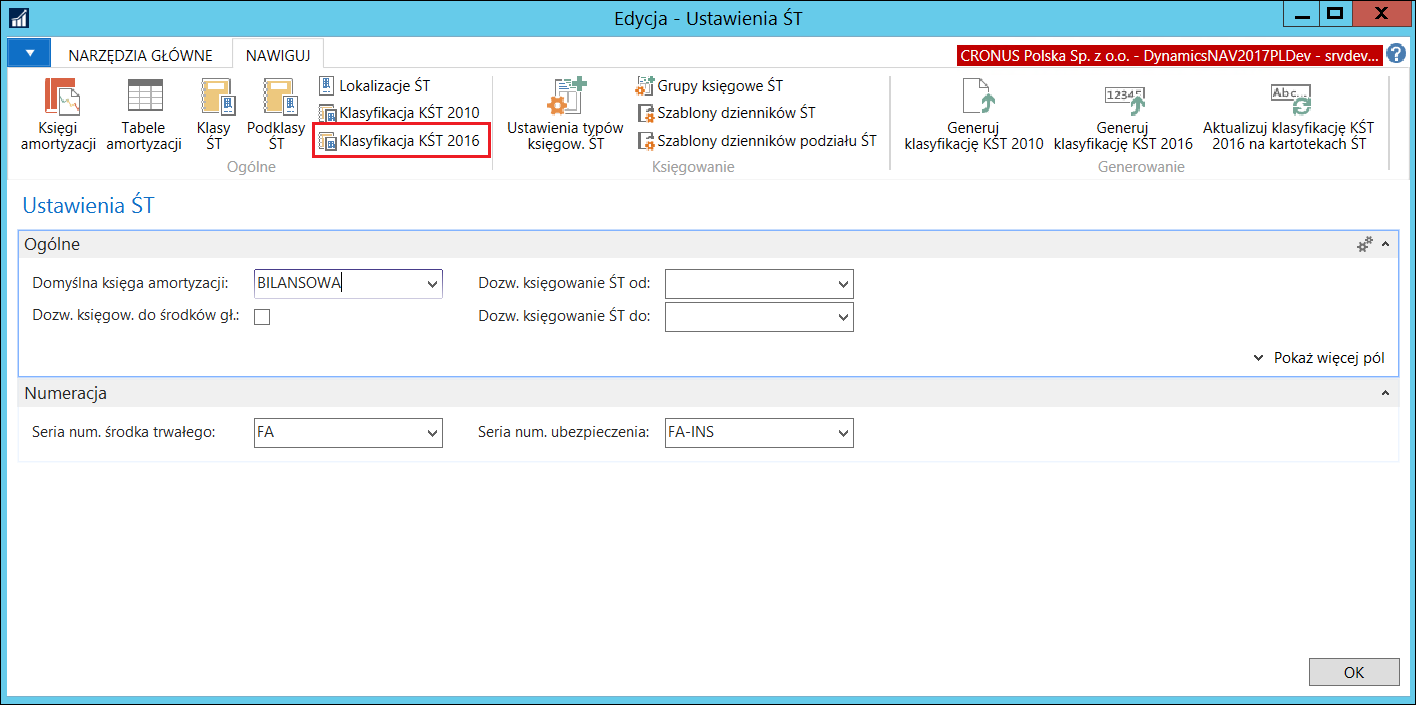 Edycja - Ustawienia ŚT
NARZĘDZIA GŁÓWNE
NAWIGUJ
CRONUS Polska Sp. z o.o. - DynamicsNAV2017PLDev - srvdev...
Księgi
amortyzacji
Tabele
amortyzacji
Klasy
ŚT
Podklasy
ŚT
Lokalizacje ŚT
Klasyfikacja KŚT 2010
Klasyfikacja KŚT 2016
Ogólne
Ustawienia typów
księgow. ŚT
Grupy księgowe ŚT
Szablony dzienników ŚT
Szablony dzienników podziału ŚT
Księgowanie
Generuj
klasyfikację KŚT 2010
12345
Generuj
klasyfikację KŚT 2016
Abc...
Aktualizuj klasyfikację KŚT
2016 na kartotekach ŚT
Generowanie
Ustawienia ŚT
Ogólne
Domyślna księga amortyzacji: BILANSOWA
Dozw. księgowanie ŚT od:
Dozw. księgow. do środków gł.:
Dozw. księgowanie ŚT do:
Pokaż więcej pól
Numeracja
Seria num. środka trwałego: FA
Seria num. ubezpieczenia: FA-INS
OK